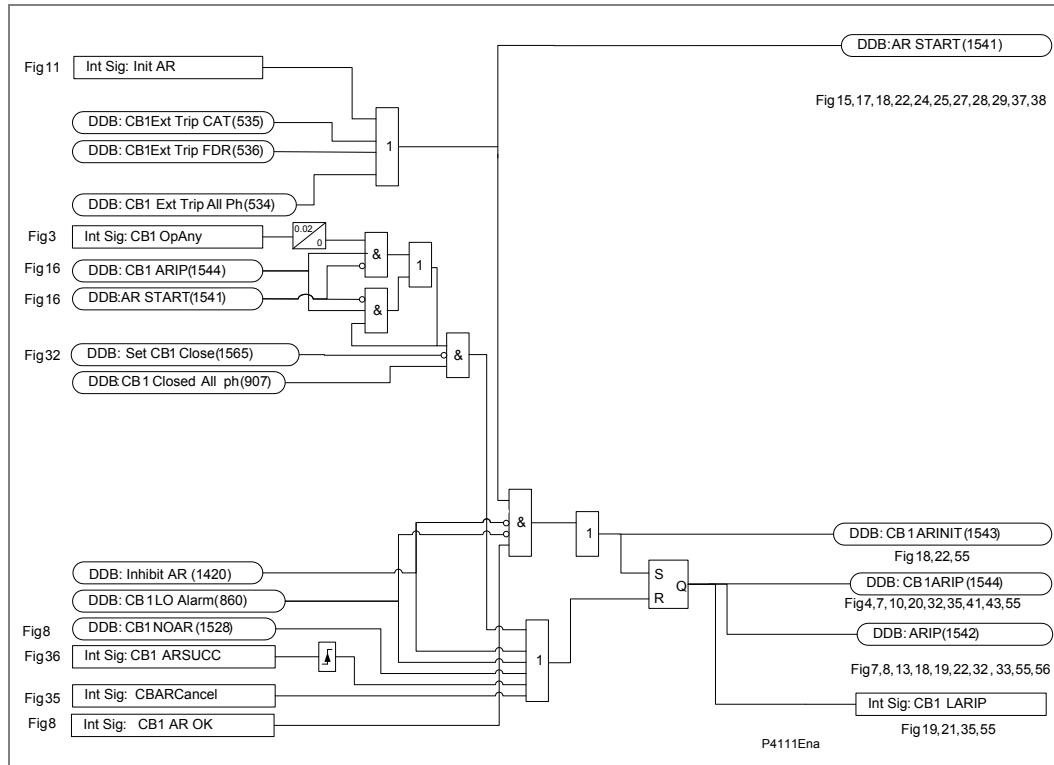 DDB:AR START(1541)
Fig15,17,18,22,24,25,27,28,29,37,38
Fig11
Int Sig: Init AR
DDB: CB1Ext Trip CAT(535)
DDB: CB1Ext Trip FDR(536)
1
DDB: CB1 Ext Trip All Ph(534)
Fig3
Int Sig: CB1 OpAny
0.02
0
&
1
Fig16
DDB: CB1 ARIP(1544)
Fig16
DDB:AR START(1541)
&
Fig32
DDB: Set CB1 Close(1565)
&
DDB:CB1 Closed All ph(907)
&
1
DDB: CB1ARINIT(1543)
Fig18,22,55
DDB: Inhibit AR (1420)
S
R
Q
DDB: CB1ARIP(1544)
Fig4,7,10,20,32,35,41,43,55
DDB: CB1LO Alarm(860)
Fig8
DDB: CB1NOAR(1528)
DDB: ARIP(1542)
Fig36
Int Sig: CB1 ARSUCC
1
Fig7,8,13,18,19,22,32 ,33,55,56
Fig35
Int Sig: CBARCancel
Int Sig: CB1 LARIP
Fig8
Int Sig: CB1 AR OK
Fig19,21,35,55
P4111Ena